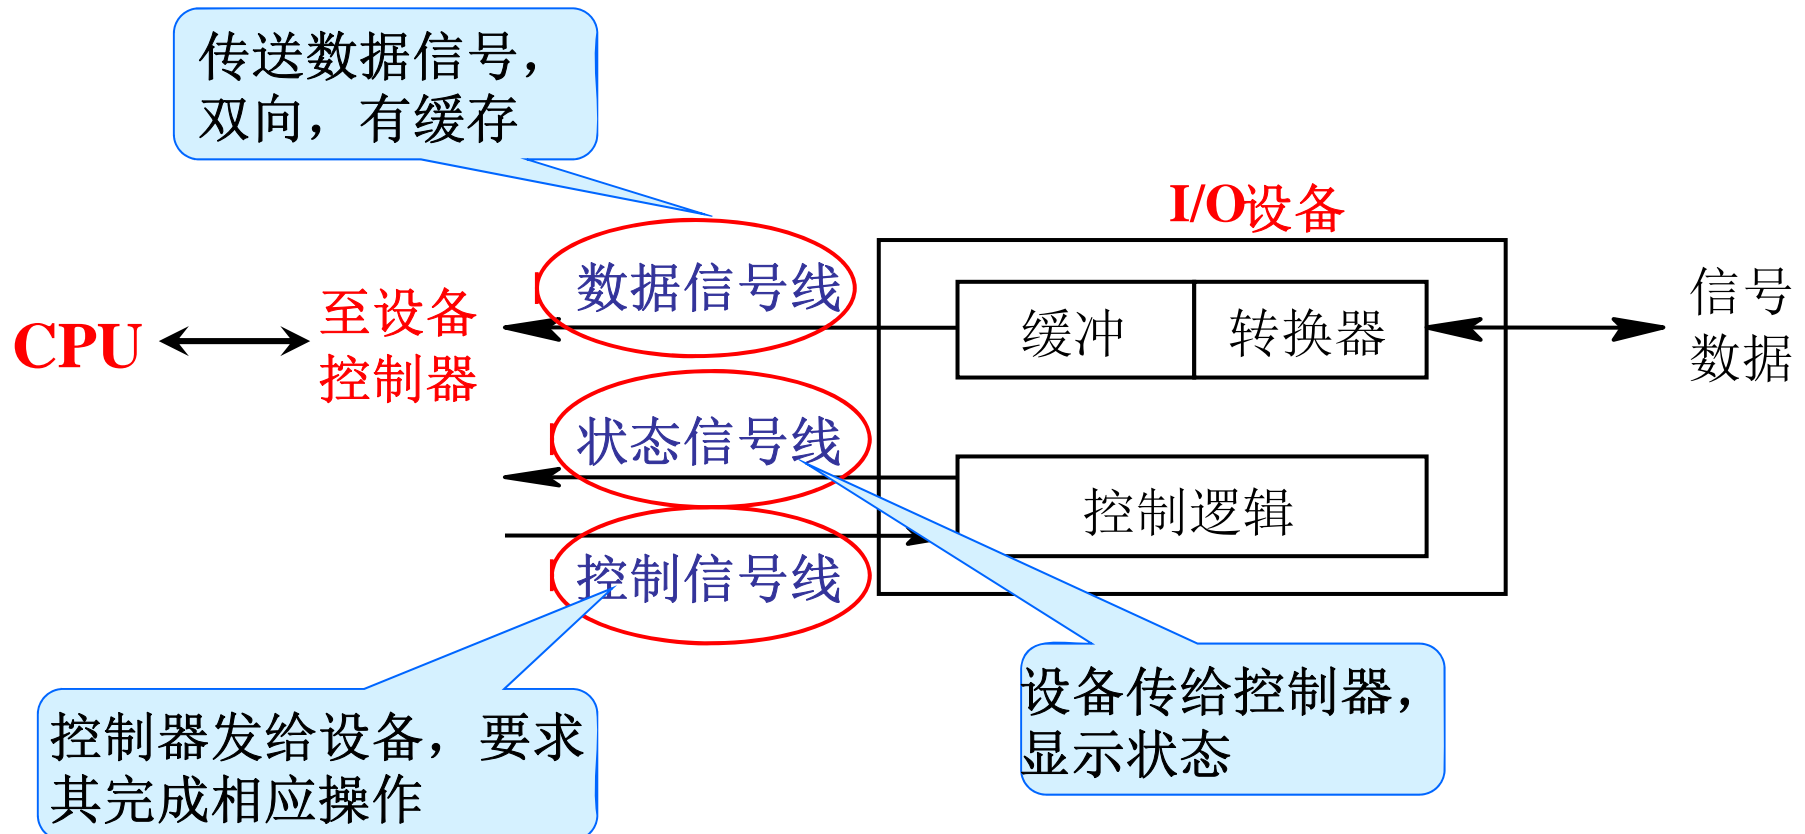 传送数据信号，
双向，有缓存
I/O设备
数据信号线
至设备
控制器
CPU
缓冲
转换器
信号
数据
状态信号线
控制逻辑
控制信号线
设备传给控制器，
显示状态
控制器发给设备，要求
其完成相应操作